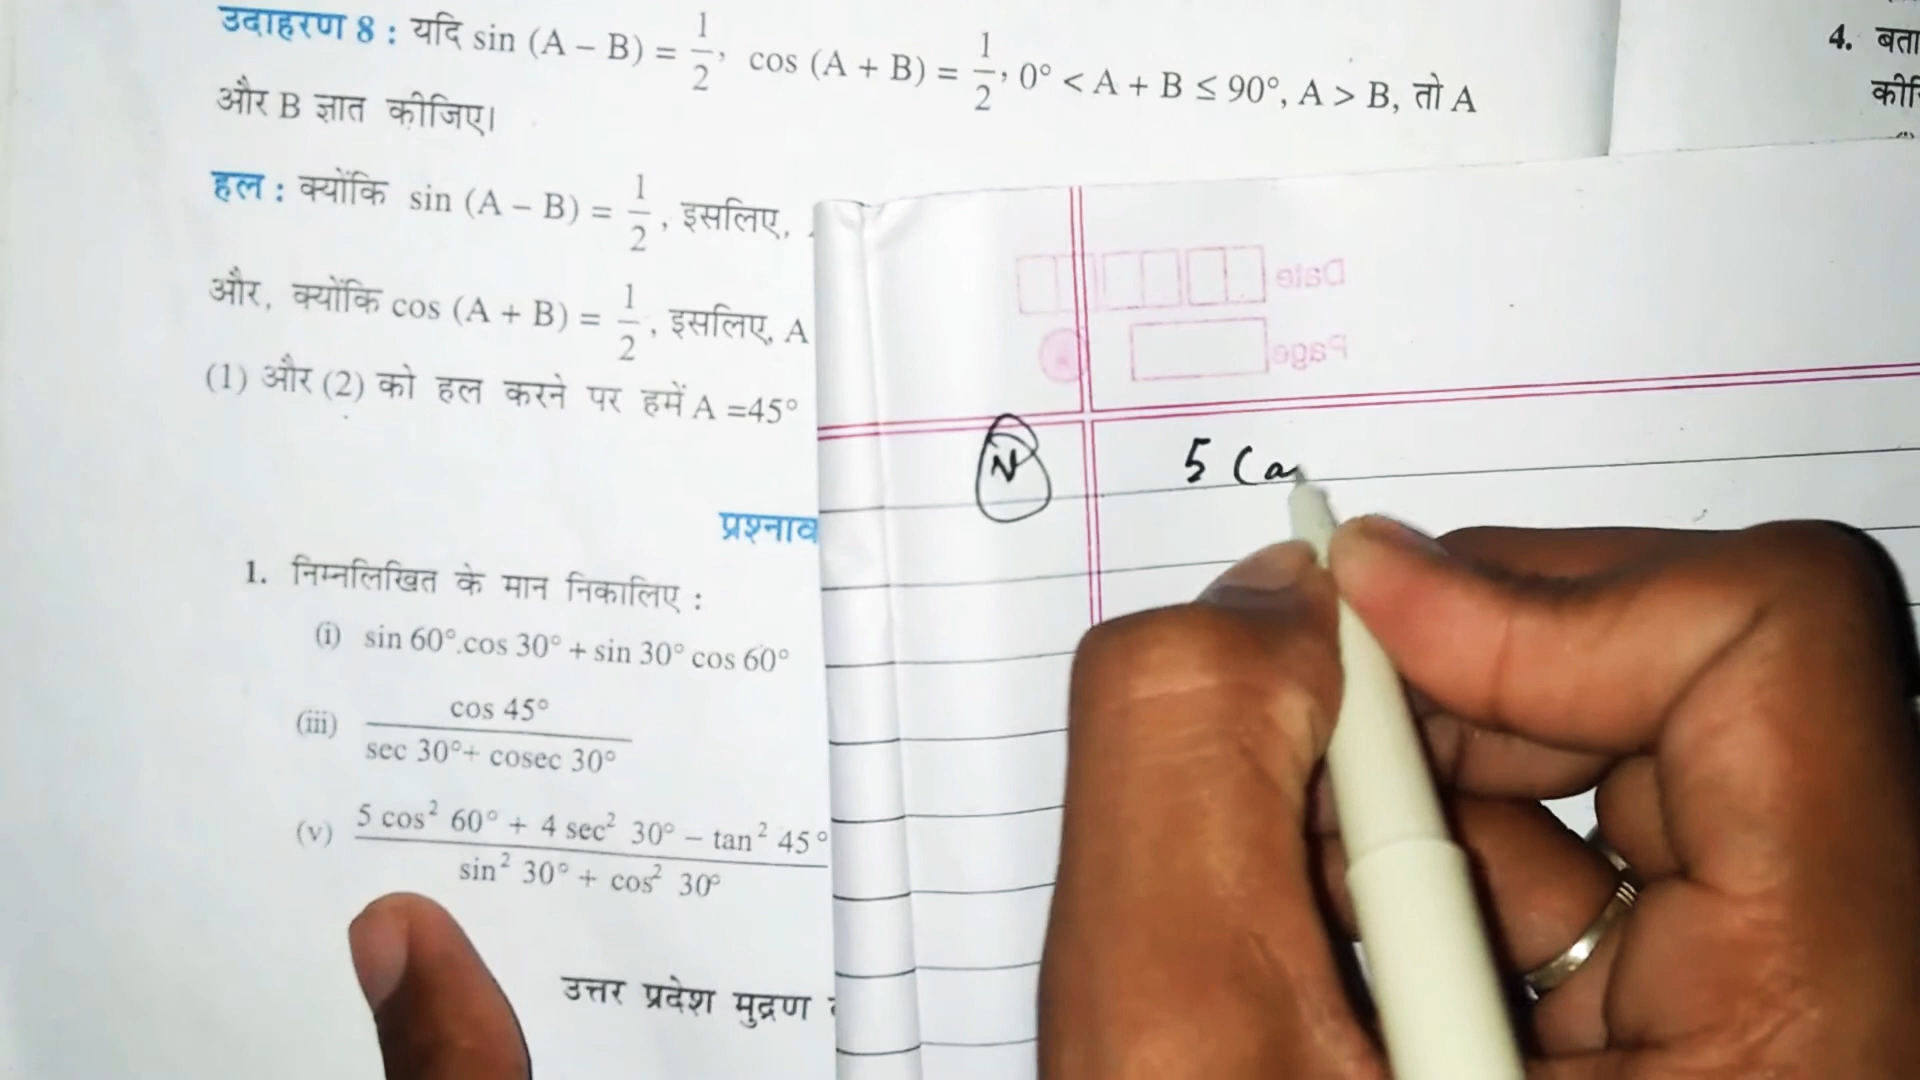 उदाहरण 8 : यदि sin (A – B) = 1/2, cos (A + B) = 1/2, 0° < A + B ≤ 90°, A > B, तो A
और B ज्ञात कीजिए।
हल : क्योंकि sin (A – B) = 1/2, इसलिए,
और, क्योंकि cos (A + B) = 1/2, इसलिए, A
(1) और (2) को हल करने पर हमें A =45°
1. निम्नलिखित के मान निकालिए :
(i) sin 60° cos 30° + sin 30° cos 60°
(iii) cos 45° / sec 30°+ cosec 30°
(v) 5 cos² 60° + 4 sec² 30° – tan² 45° / sin² 30° + cos² 30°
उत्तर प्रदेश मुद्रण
4.
Date
Page
5